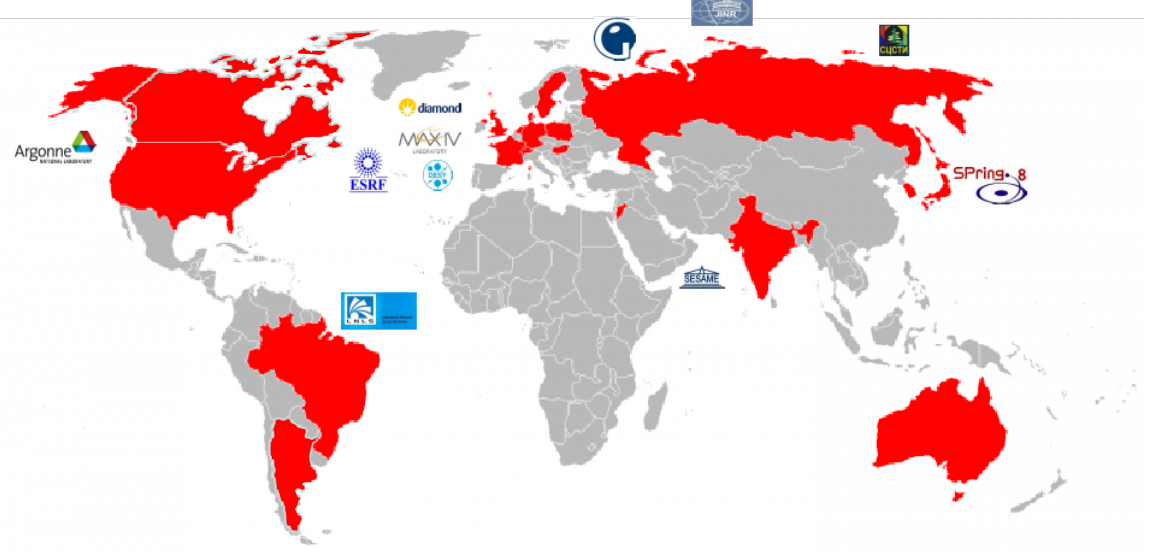 JINR
СЦСТИ
diamond
MAX IV
LABORATORY
Argonne
NATIONAL LABORATORY
ESRF
DESY
SPring. 8
SESAME
LNLS